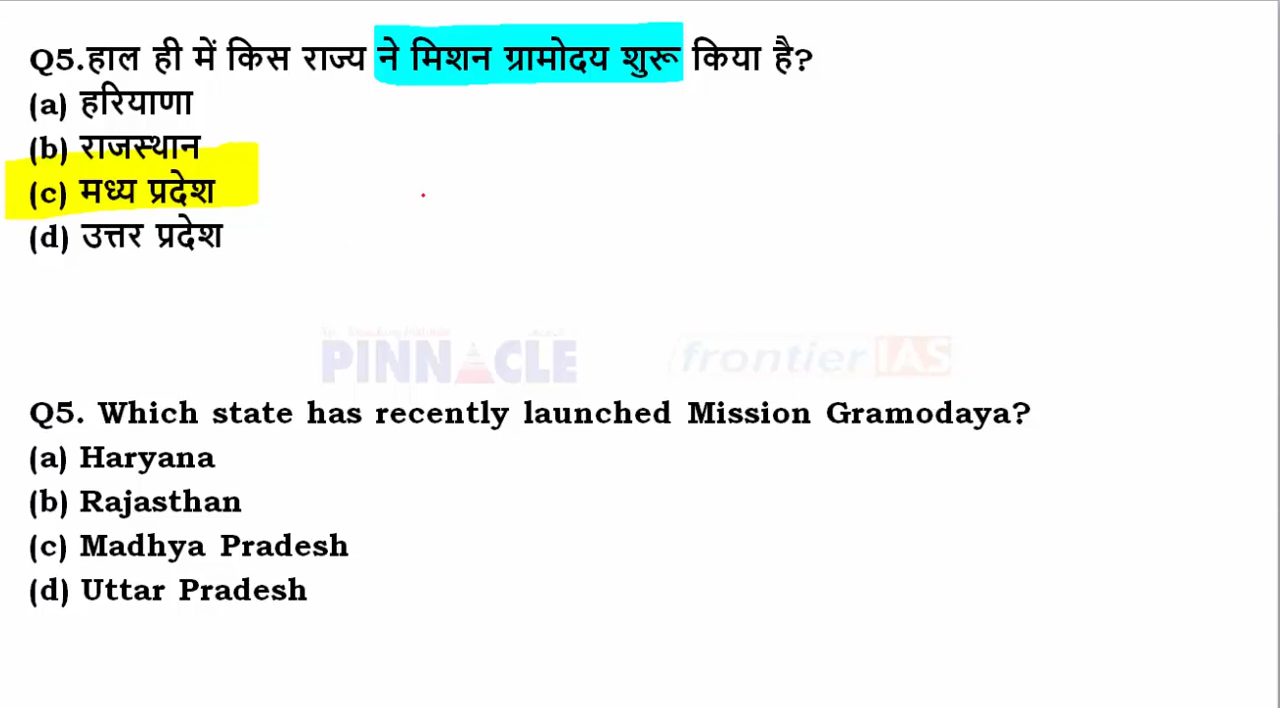 Q5.हाल ही में किस राज्य ने मिशन ग्रामोदय शुरू किया है?
(a) हरियाणा
(b) राजस्थान
(c) मध्य प्रदेश
(d) उत्तर प्रदेश
PINNACLE frontier IAS
Q5. Which state has recently launched Mission Gramodaya?
(a) Haryana
(b) Rajasthan
(c) Madhya Pradesh
(d) Uttar Pradesh